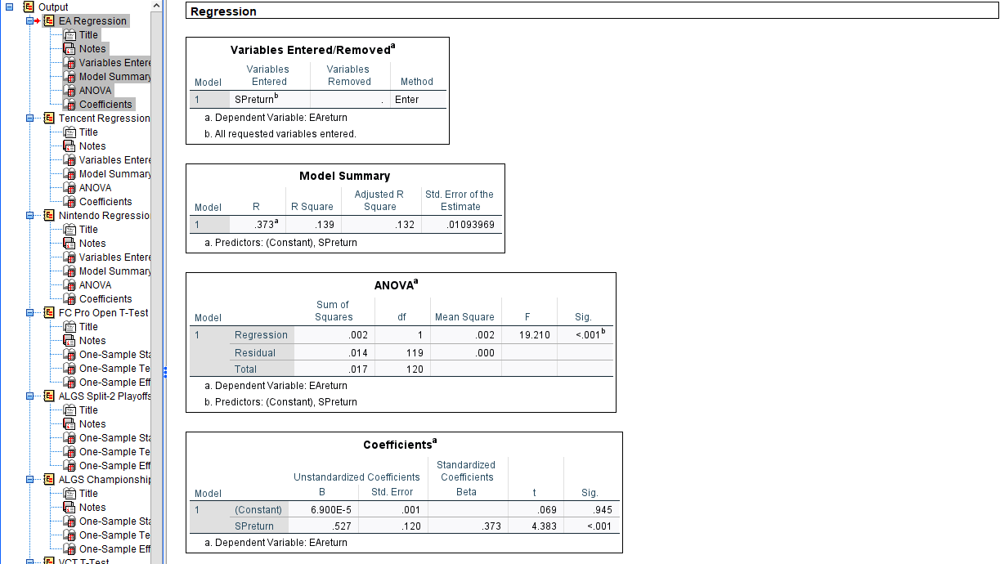 Output
EA Regression
Title
Notes
Variables Entere
Model Summary
ANOVA
Coefficients
Tencent Regression
Title
Notes
Variables Entere
Model Summary
ANOVA
Coefficients
Nintendo Regressio
Title
Notes
Variables Entere
Model Summary
ANOVA
Coefficients
FC Pro Open T-Test
Title
Notes
One-Sample Sta
One-Sample Te
One-Sample Eff
ALGS Split-2 Playoffs
Title
Notes
One-Sample Sta
One-Sample Te
One-Sample Eff
ALGS Championship
Title
Notes
One-Sample Sta
One-Sample Te
One-Sample Eff
VCT T-Test
Regression
Variables Entered/Removedᵃ
Model Variables Entered Variables Removed Method
1 SPreturnᵇ . Enter
a. Dependent Variable: EAreturn
b. All requested variables entered.
Model Summary
Model R R Square Adjusted R Square Std. Error of the Estimate
1 .373ᵃ .139 .132 .01093969
a. Predictors: (Constant), SPreturn
ANOVAᵃ
Model Sum of Squares df Mean Square F Sig.
1 Regression .002 1 .002 19.210 <.001ᵇ
Residual .014 119 .000
Total .017 120
a. Dependent Variable: EAreturn
b. Predictors: (Constant), SPreturn
Coefficientsᵃ
Unstandardized Coefficients Standardized Coefficients
Model B Std. Error Beta t Sig.
1 (Constant) 6.900E-5 .001 .069 .945
SPreturn .527 .120 .373 4.383 <.001
a. Dependent Variable: EAreturn